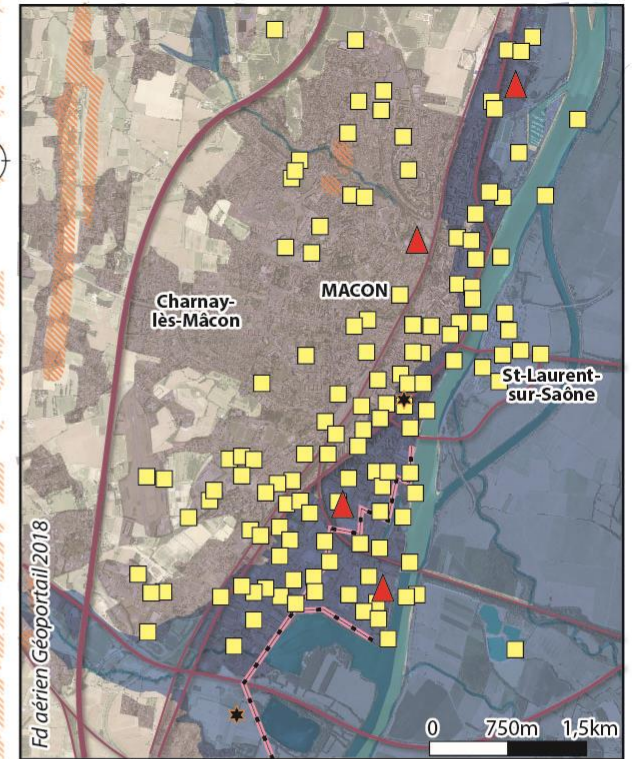 MACON
Charnay-
lès-Mâcon
St-Laurent-
sur-Saône
Fd aérien Géoportail 2018
0 750m 1,5km